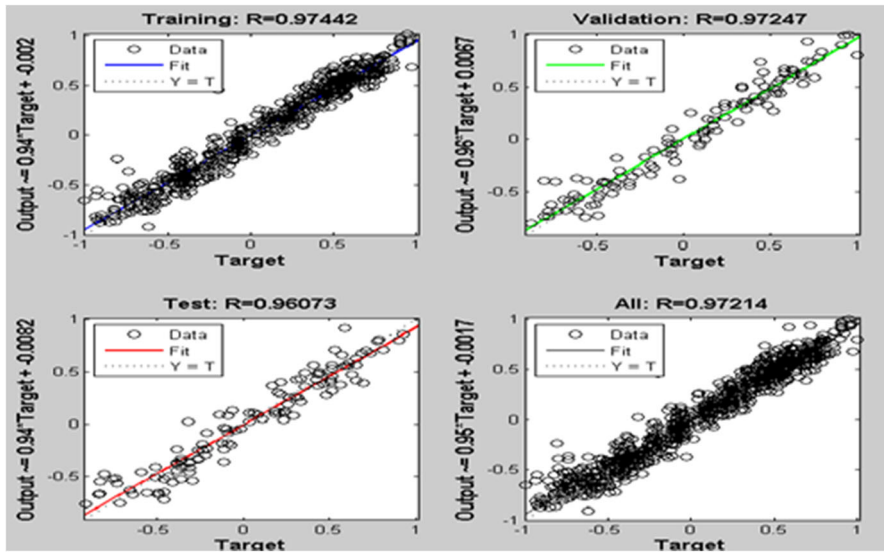 Training: R=0.97442
Output ~= 0.94*Target + -0.002
1
0.5
0
-0.5
-1
Data
Fit
Y = T
-1
-0.5
0
0.5
1
Target
Validation: R=0.97247
Output ~= 0.96*Target + 0.0067
1
0.5
0
-0.5
Data
Fit
Y = T
-0.5
0
0.5
1
Target
Test: R=0.96073
Output ~= 0.94*Target + -0.0082
0.5
0
-0.5
Data
Fit
Y = T
-0.5
0
0.5
1
Target
All: R=0.97214
Output ~= 0.95*Target + -0.0017
1
0.5
0
-0.5
-1
Data
Fit
Y = T
-1
-0.5
0
0.5
1
Target